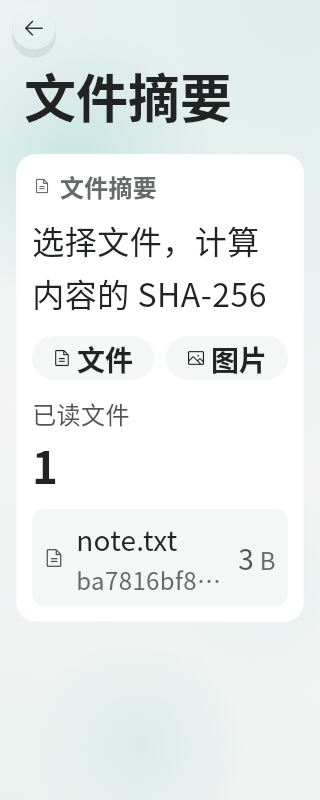 文件摘要
文件摘要
选择文件，计算
内容的 SHA-256
文件
图片
已读文件
1
note.txt
3 B
ba7816bf8…